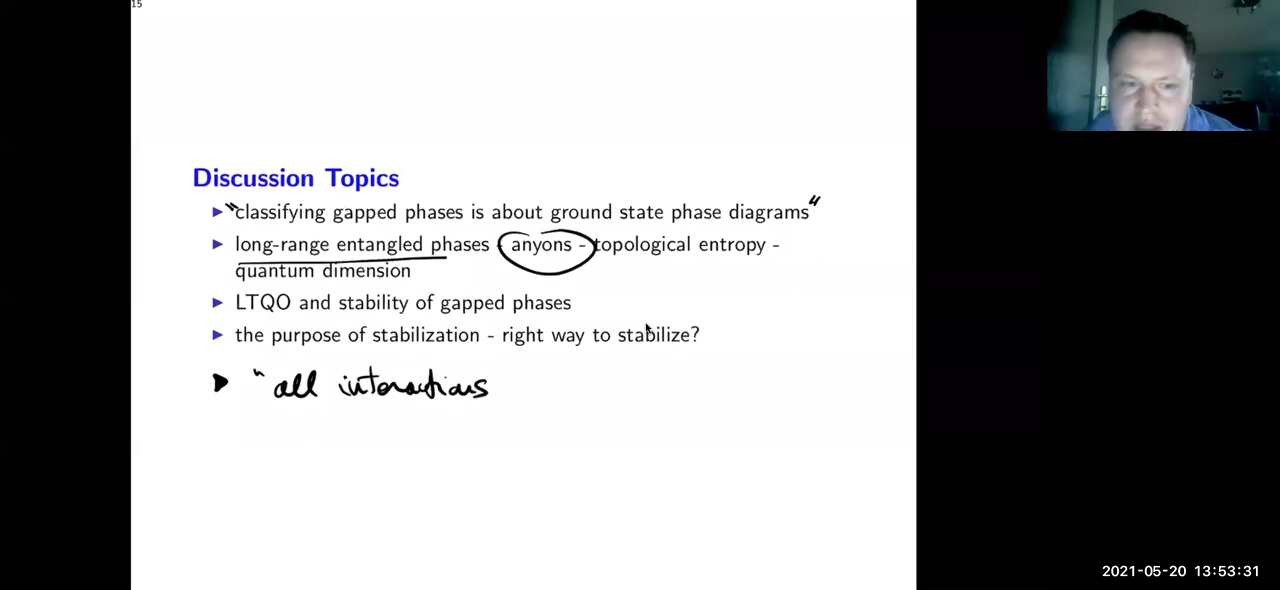 15
Discussion Topics
► "classifying gapped phases is about ground state phase diagrams"
► long-range entangled phases - anyons - topological entropy -
quantum dimension
► LTQO and stability of gapped phases
► the purpose of stabilization - right way to stabilize?
► "all interactions
2021-05-20 13:53:31